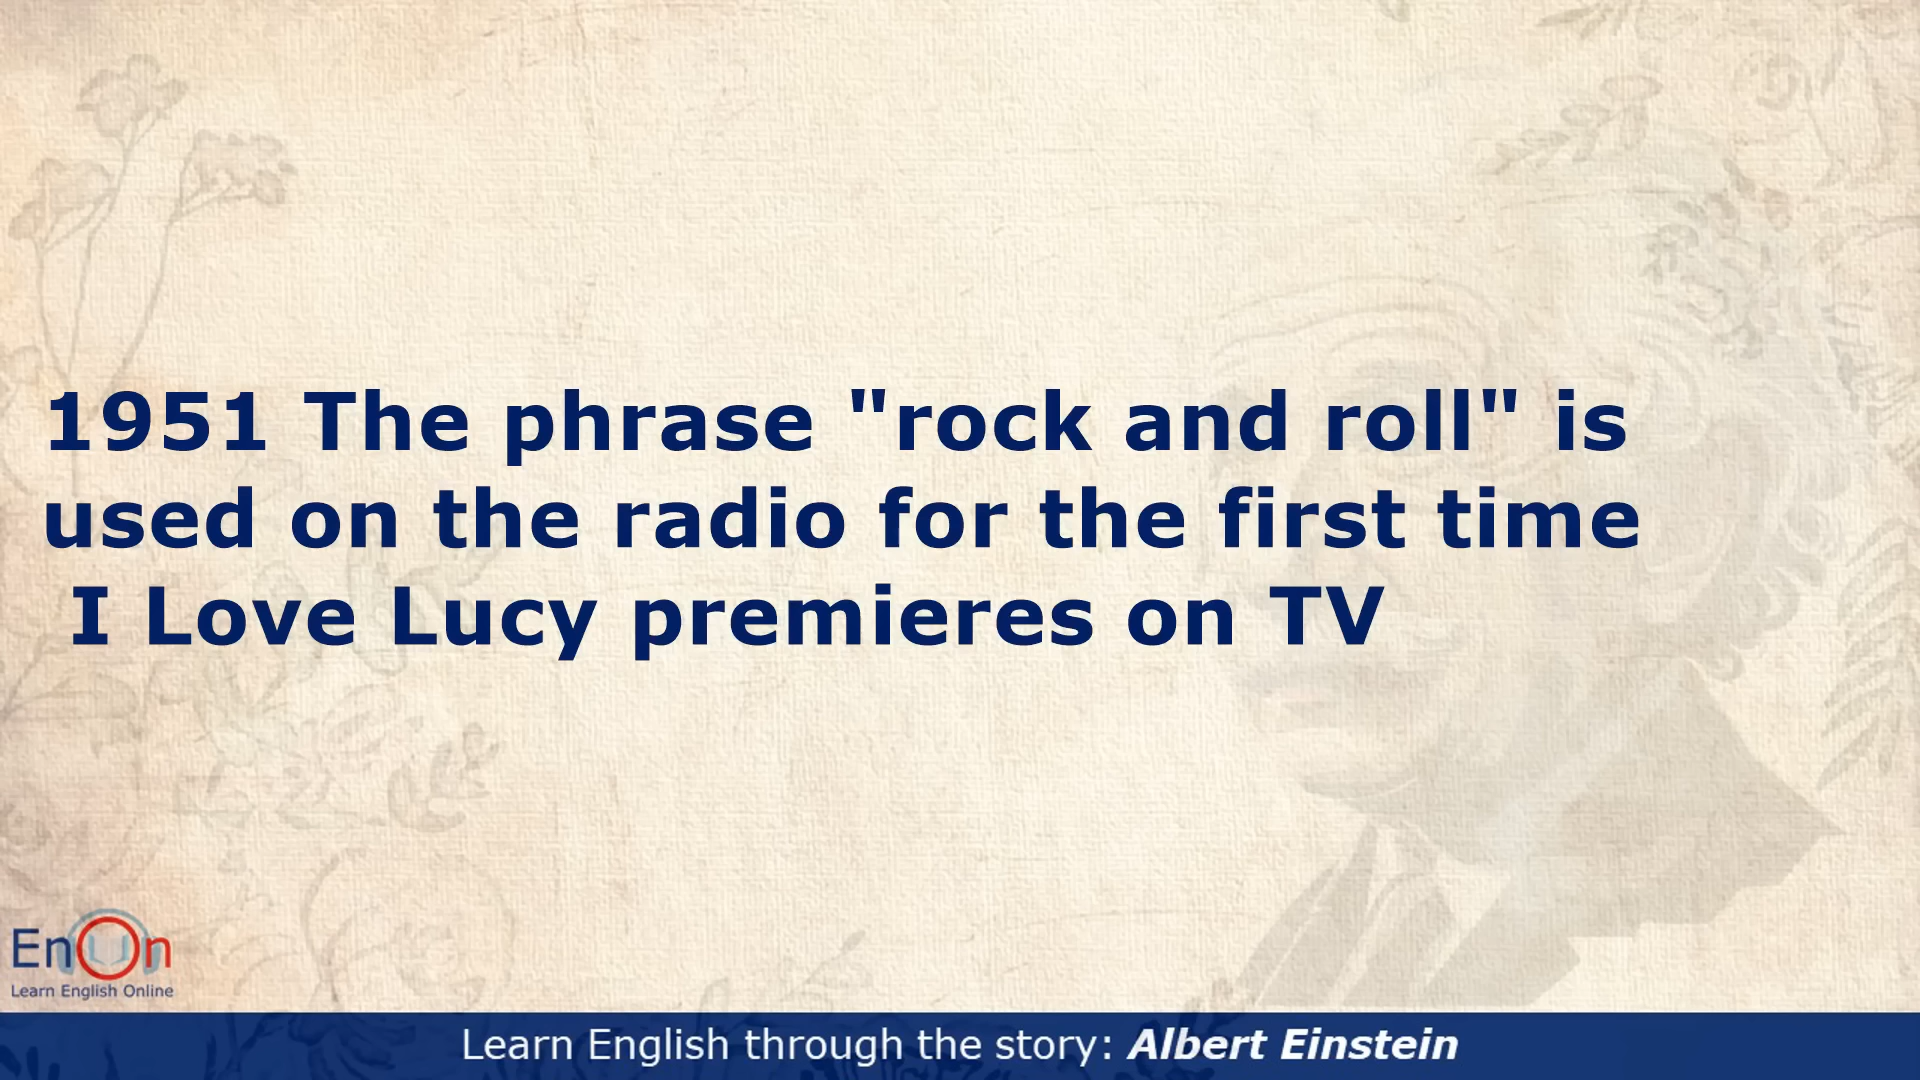 1951 The phrase "rock and roll" is
used on the radio for the first time
I Love Lucy premieres on TV
EnOn
Learn English Online
Learn English through the story: Albert Einstein